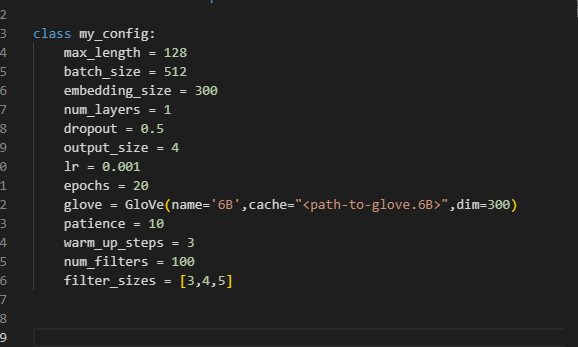 2
3 class my_config:
4 max_length = 128
5 batch_size = 512
6 embedding_size = 300
7 num_layers = 1
8 dropout = 0.5
9 output_size = 4
0 lr = 0.001
1 epochs = 20
2 glove = GloVe(name='6B',cache="<path-to-glove.6B>",dim=300)
3 patience = 10
4 warm_up_steps = 3
5 num_filters = 100
6 filter_sizes = [3,4,5]
7
8
9